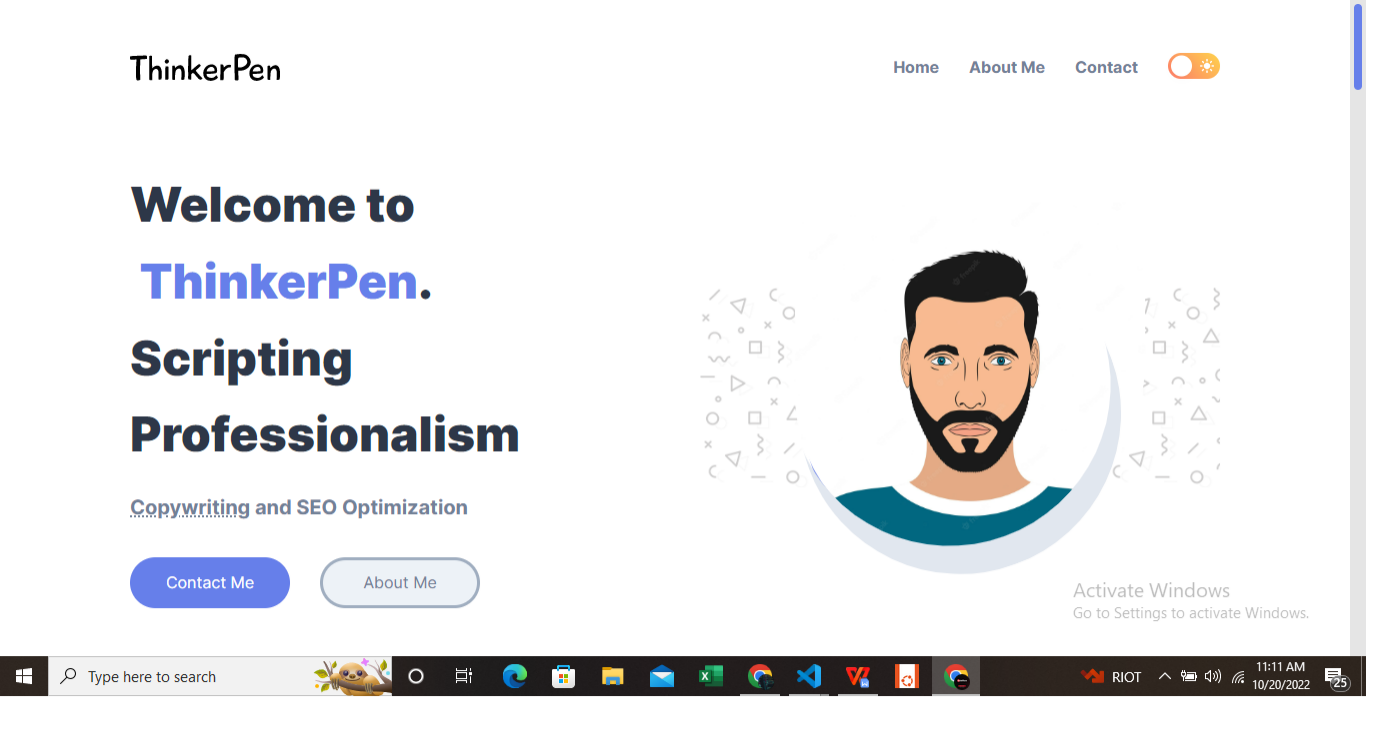 ThinkerPen
Home About Me Contact
Welcome to
ThinkerPen.
Scripting
Professionalism
Copywriting and SEO Optimization
Contact Me About Me
Activate Windows
Go to Settings to activate Windows.
Type here to search
RIOT
11:11 AM
10/20/2022
25